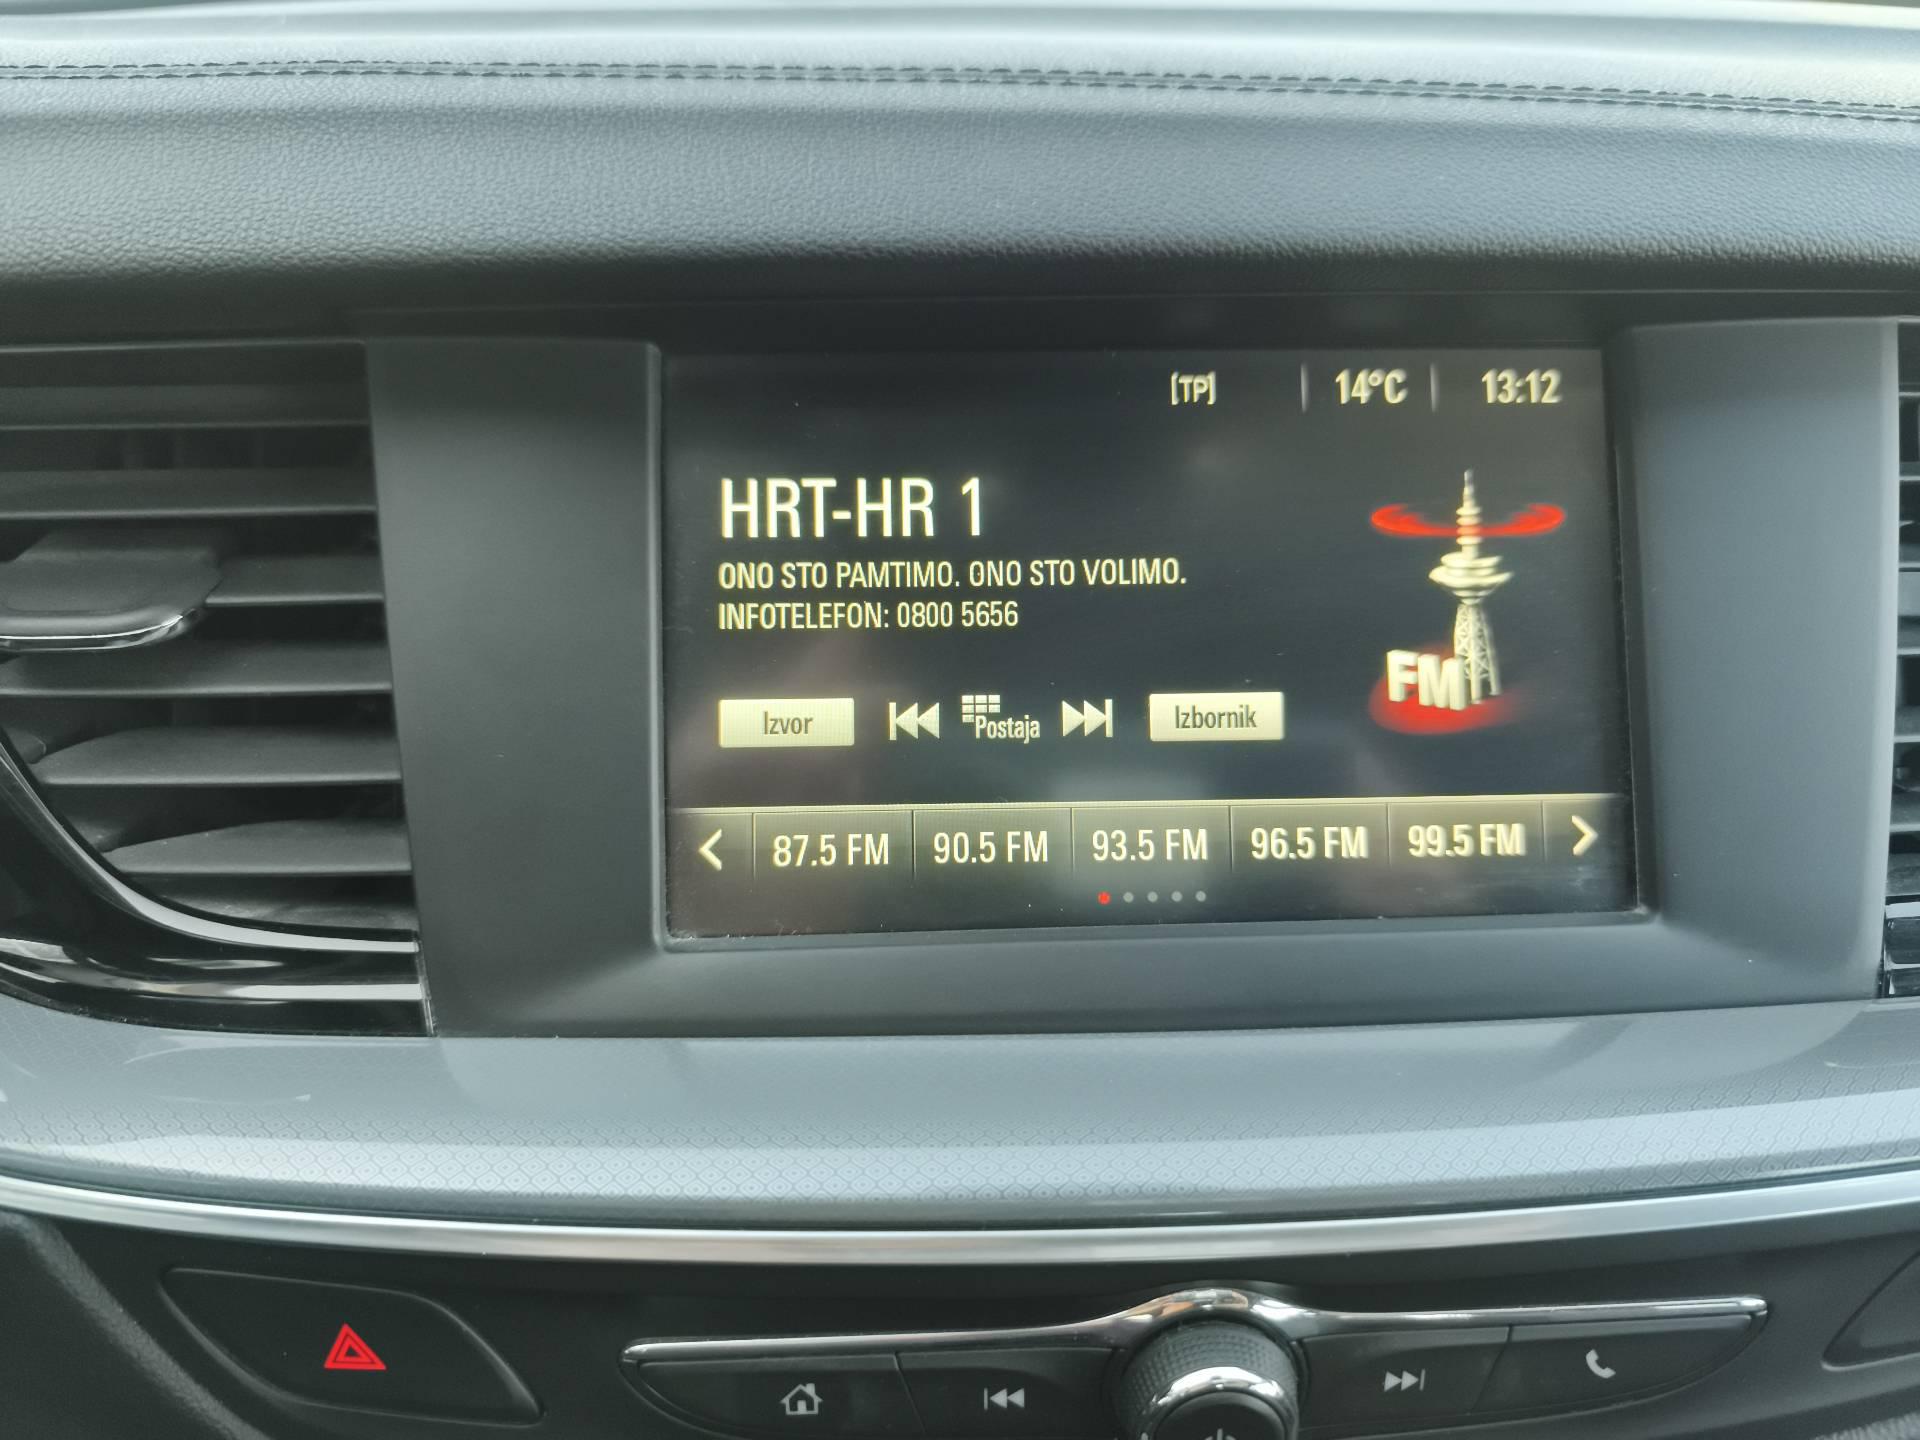 [TP] 14°C 13:12
HRT-HR 1
ONO STO PAMTIMO. ONO STO VOLIMO.
INFOTELEFON: 0800 5656
FM
Izvor Postaja Izbornik
87.5 FM 90.5 FM 93.5 FM 96.5 FM 99.5 FM